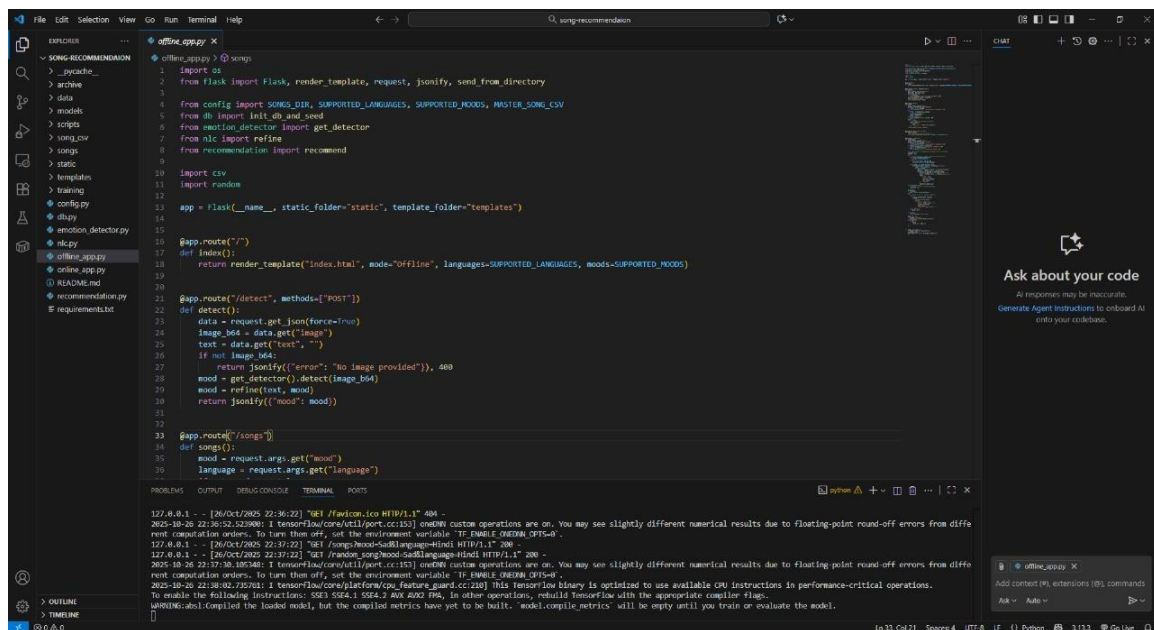 File Edit Selection View Go Run Terminal Help
song-recommendaion
EXPLORER
SONG-RECOMMENDAION
__pycache__
archive
data
models
scripts
song_csv
songs
static
templates
training
config.py
db.py
emotion_detector.py
nlc.py
offline_app.py
online_app.py
README.md
recommendation.py
requirements.txt
OUTLINE
TIMELINE
offline_app.py
offline_app.py > songs
1 import os
2 from flask import Flask, render_template, request, jsonify, send_from_directory
3
4 from config import SONGS_DIR, SUPPORTED_LANGUAGES, SUPPORTED_MOODS, MASTER_SONG_CSV
5 from db import init_db_and_seed
6 from emotion_detector import get_detector
7 from nlc import refine
8 from recommendation import recommend
9
10 import csv
11 import random
12
13 app = Flask(__name__, static_folder="static", template_folder="templates")
14
15
16 @app.route("/")
17 def index():
18 return render_template("index.html", mode="Offline", languages=SUPPORTED_LANGUAGES, moods=SUPPORTED_MOODS)
19
20
21 @app.route("/detect", methods=["POST"])
22 def detect():
23 data = request.get_json(force=True)
24 image_b64 = data.get("image")
25 text = data.get("text", "")
26 if not image_b64:
27 return jsonify({"error": "No image provided"}), 400
28 mood = get_detector().detect(image_b64)
29 mood = refine(text, mood)
30 return jsonify({"mood": mood})
31
32
33 @app.route("/songs")
34 def songs():
35 mood = request.args.get("mood")
36 language = request.args.get("language")
PROBLEMS OUTPUT DEBUG CONSOLE TERMINAL PORTS
python
127.0.0.1 - - [26/Oct/2025 22:36:22] "GET /favicon.ico HTTP/1.1" 404 -
2025-10-26 22:36:52.523900: I tensorflow/core/util/port.cc:153] oneDNN custom operations are on. You may see slightly different numerical results due to floating-point round-off errors from diffe
rent computation orders. To turn them off, set the environment variable `TF_ENABLE_ONEDNN_OPTS=0`.
127.0.0.1 - - [26/Oct/2025 22:37:22] "GET /songs?mood=Sad&language=Hindi HTTP/1.1" 200 -
127.0.0.1 - - [26/Oct/2025 22:37:22] "GET /random_song?mood=Sad&language=Hindi HTTP/1.1" 200 -
2025-10-26 22:37:30.105348: I tensorflow/core/util/port.cc:153] oneDNN custom operations are on. You may see slightly different numerical results due to floating-point round-off errors from diffe
rent computation orders. To turn them off, set the environment variable `TF_ENABLE_ONEDNN_OPTS=0`.
2025-10-26 22:38:02.735761: I tensorflow/core/platform/cpu_feature_guard.cc:210] This TensorFlow binary is optimized to use available CPU instructions in performance-critical operations.
To enable the following instructions: SSE3 SSE4.1 SSE4.2 AVX AVX2 FMA, in other operations, rebuild TensorFlow with the appropriate compiler flags.
WARNING:absl:Compiled the loaded model, but the compiled metrics have yet to be built. `model.compile_metrics` will be empty until you train or evaluate the model.
CHAT
Ask about your code
AI responses may be inaccurate.
Generate Agent Instructions to onboard AI
onto your codebase.
offline_app.py
Add context (#), extensions (@), commands
Ask Auto
0 0
Ln 33, Col 21 Spaces: 4 UTF-8 LF Python 3.13.3 Go Live